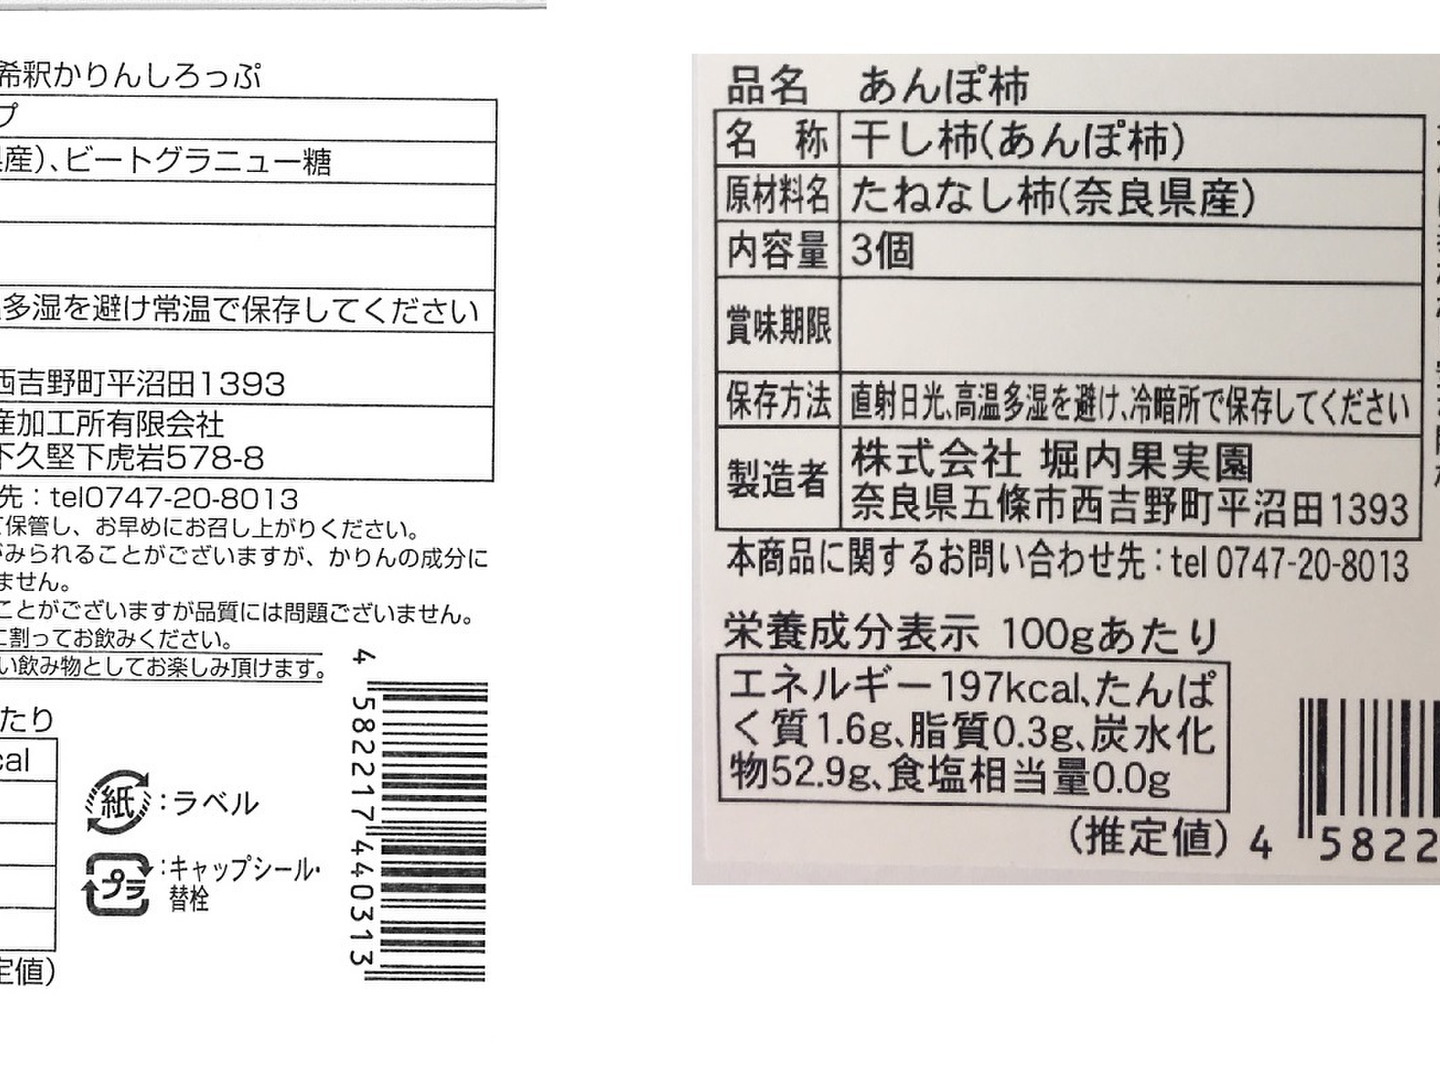 希釈かりんしろっぷ
プ
産)、ビートグラニュー糖
多湿を避け常温で保存してください
西吉野町平沼田1393
産加工所有限会社
下久堅下虎岩578-8
先：tel0747-20-8013
て保管し、お早めにお召し上がりください。
がみられることがございますが、かりんの成分に
ません。
ことがございますが品質には問題ございません。
に割ってお飲みください。
い飲み物としてお楽しみ頂けます。
たり
cal
定値)
紙：ラベル
プラ：キャップシール・
替栓
4 582217 440313
品名 あんぽ柿
名 称 干し柿(あんぽ柿)
原材料名 たねなし柿(奈良県産)
内容量 3個
賞味期限
保存方法 直射日光、高温多湿を避け、冷暗所で保存してください
製造者 株式会社 堀内果実園
奈良県五條市西吉野町平沼田1393
本商品に関するお問い合わせ先：tel 0747-20-8013
栄養成分表示 100gあたり
エネルギー197kcal、たんぱ
く質1.6g、脂質0.3g、炭水化
物52.9g、食塩相当量0.0g
(推定値)
4 5822